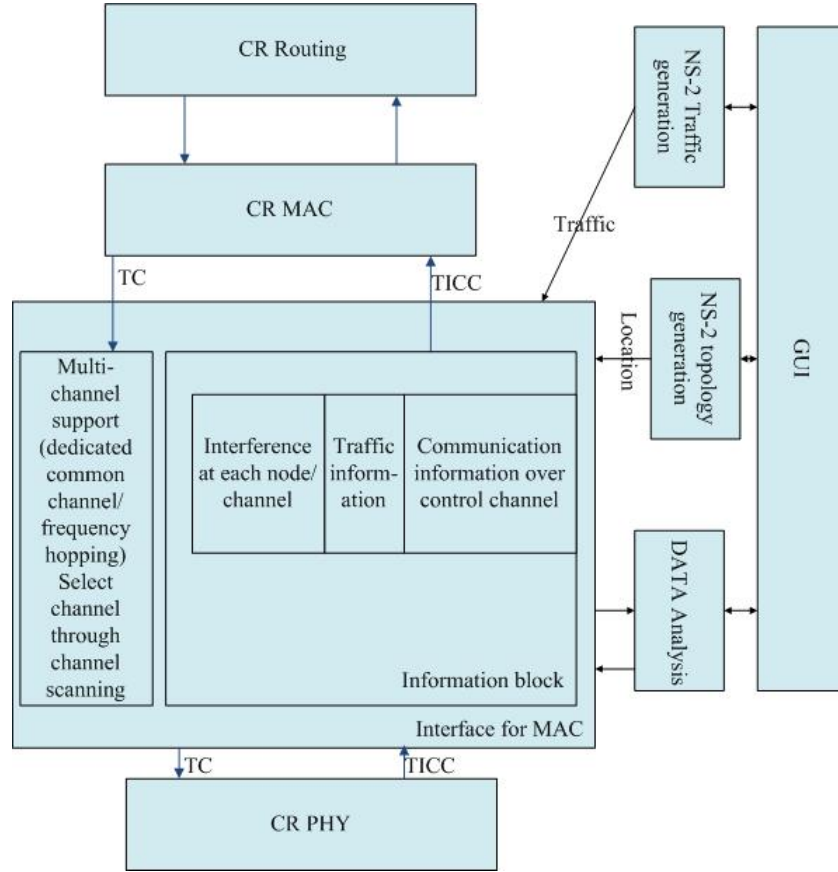 CR Routing
CR MAC
TC
TICC
Multi-
channel
support
(dedicated
common
channel/
frequency
hopping)
Select
channel
through
channel
scanning
Interference
at each node/
channel
Traffic
inform-
ation
Communication
information over
control channel
Information block
Interface for MAC
TC
TICC
CR PHY
NS-2 Traffic
generation
Traffic
NS-2 topology
generation
Location
DATA Analysis
GUI